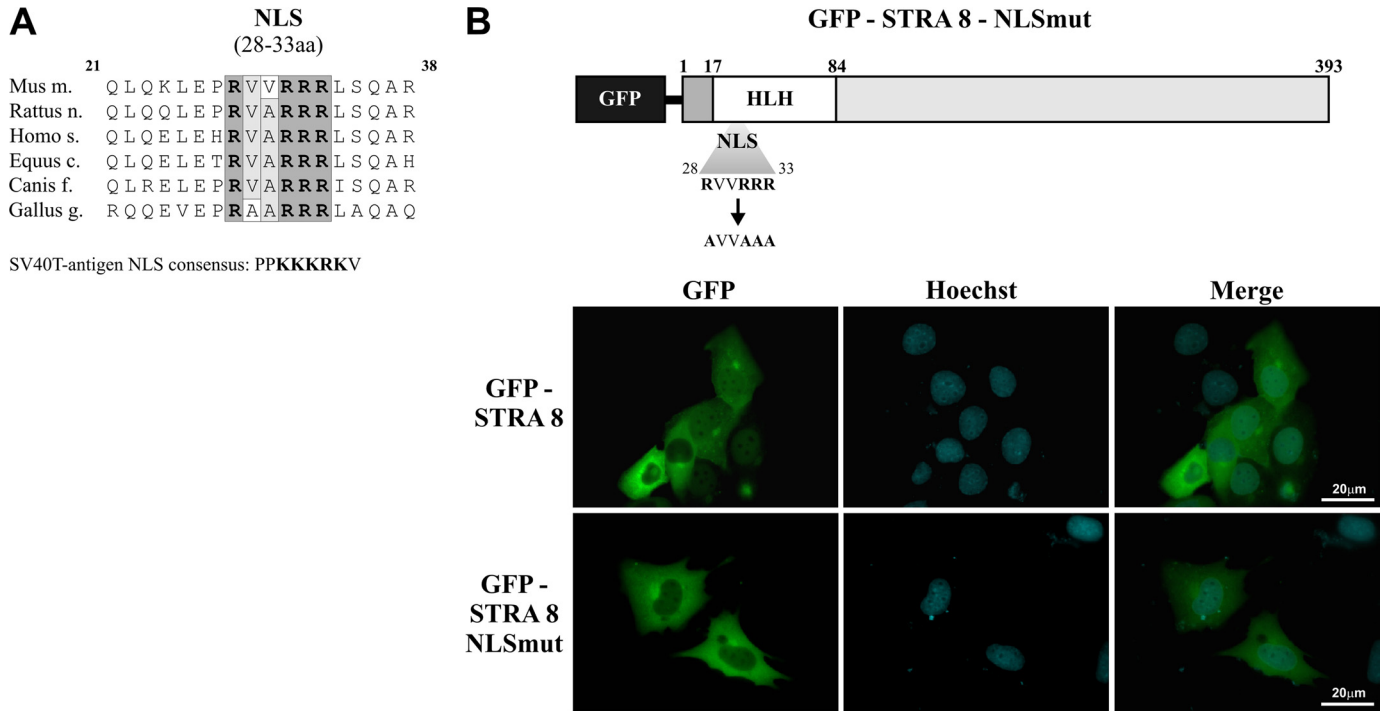 A
NLS
(28-33aa)
21 38
Mus m. QLQKLEPRVVRRRLSQAR
Rattus n. QLQQLEPRVARRRLSQAR
Homo s. QLQELEHRVARRRLSQAR
Equus c. QLQELETRVARRRLSQAH
Canis f. QLRELEPRVARRRISQAR
Gallus g. RQQEVEPRAARRRLAQAQ
SV40T-antigen NLS consensus: PPKKKRKV
B
GFP - STRA 8 - NLSmut
1 17 84 393
GFP HLH
NLS
28 33
RVVRRR
AVVAAA
GFP Hoechst Merge
GFP -
STRA 8
20µm
GFP -
STRA 8
NLSmut
20µm